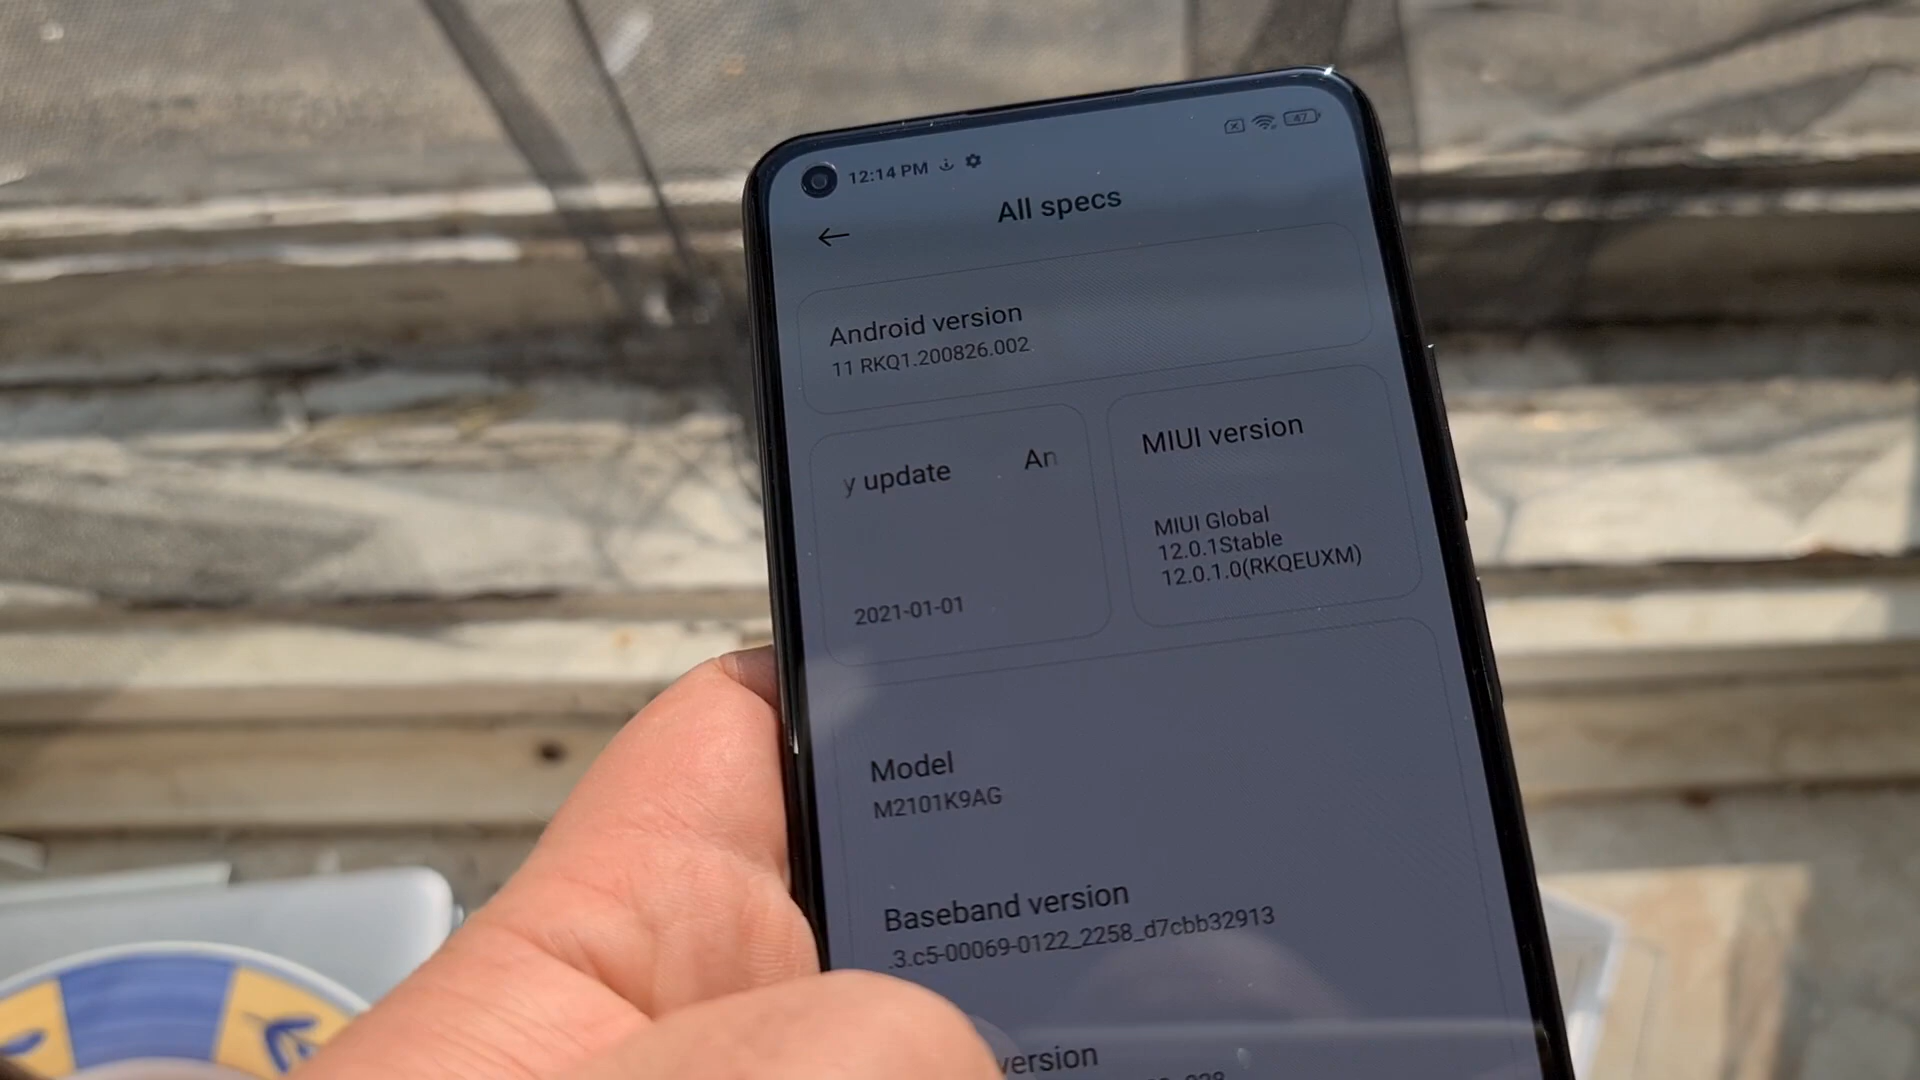 12:14 PM
47
All specs
Android version
11 RKQ1.200826.002
y update An
2021-01-01
MIUI version
MIUI Global
12.0.1Stable
12.0.1.0(RKQEUXM)
Model
M2101K9AG
Baseband version
.3.c5-00069-0122_2258_d7cbb32913
version